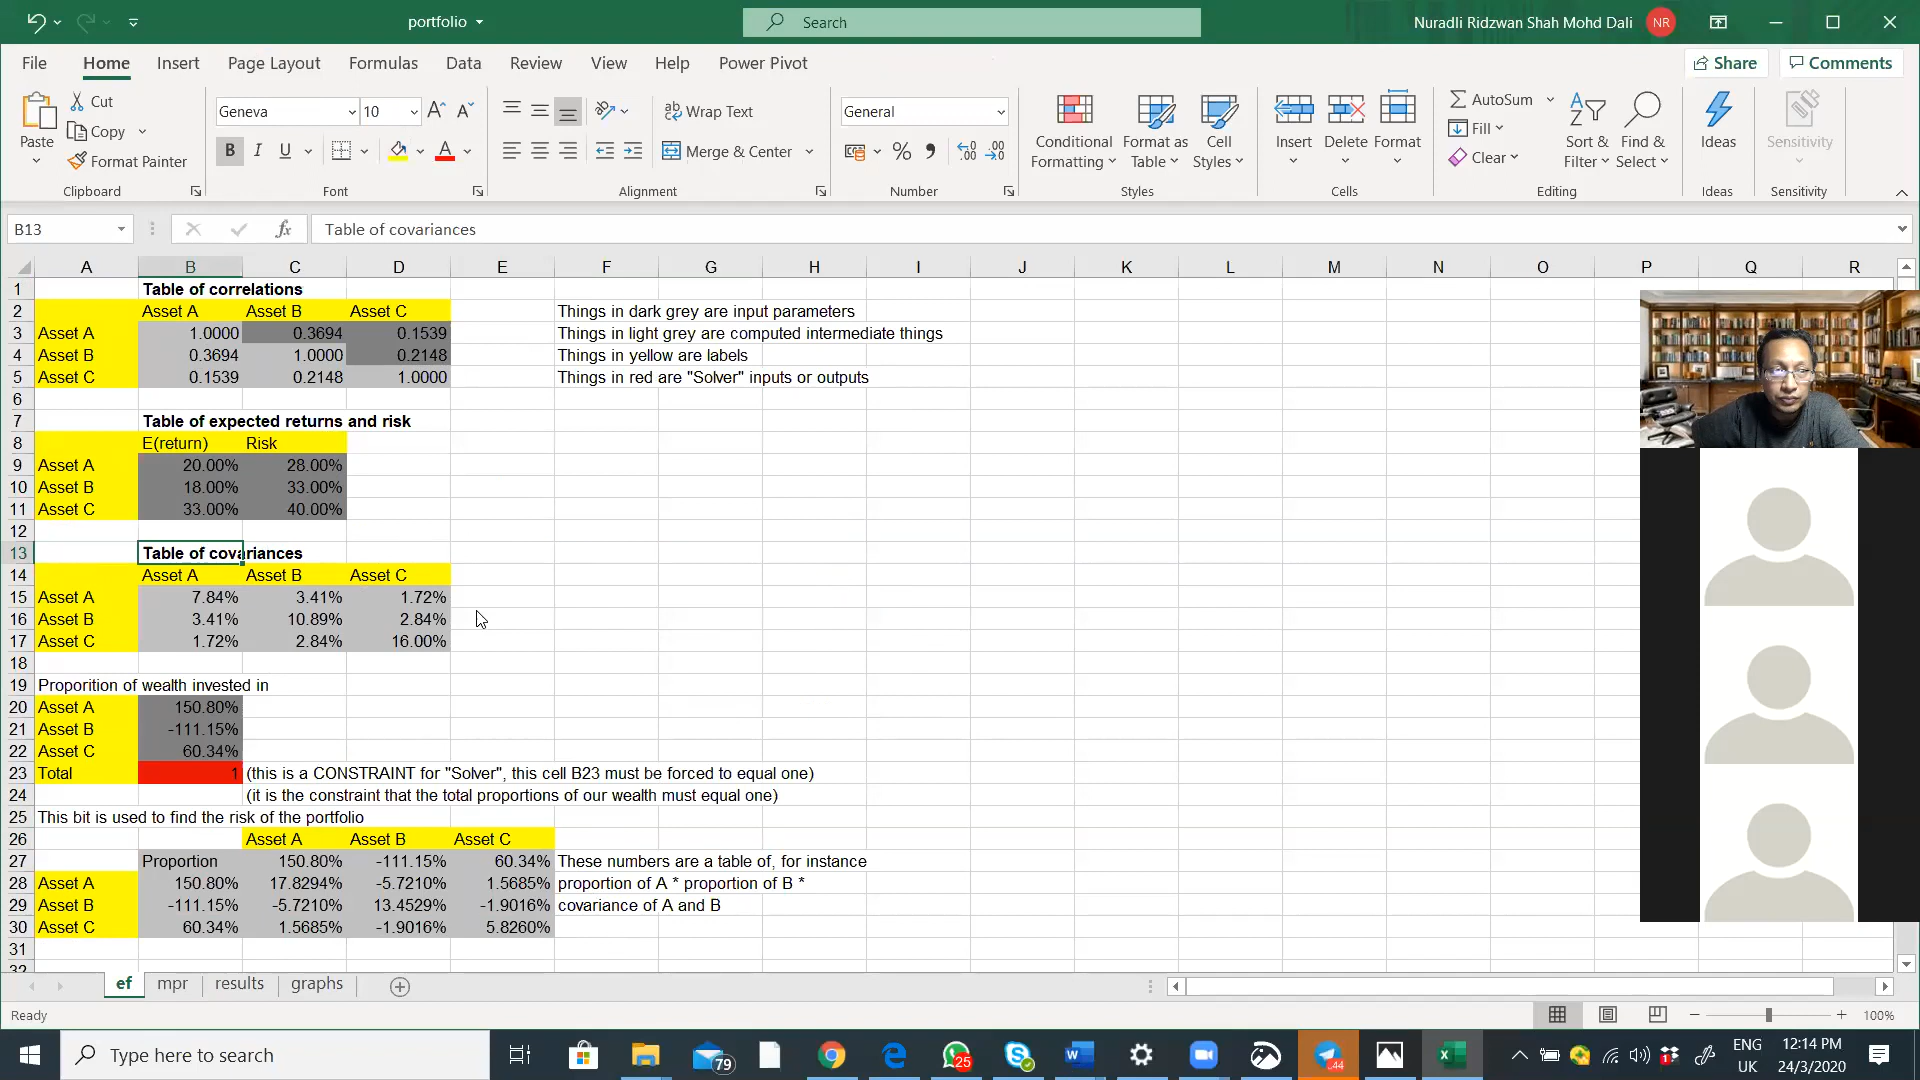 portfolio
Search
Nuradli Ridzwan Shah Mohd Dali NR
File Home Insert Page Layout Formulas Data Review View Help Power Pivot Share Comments
Paste Cut Copy Format Painter Clipboard
Geneva 10 B I U A Font
Wrap Text Merge & Center Alignment
General % Number
Conditional Formatting Format as Table Cell Styles Styles
Insert Delete Format Cells
AutoSum Fill Clear Sort & Filter Find & Select Editing
Ideas Ideas
Sensitivity Sensitivity
B13 fx Table of covariances
A B C D E F G H I J K L M N O P Q R
1 Table of correlations
2 Asset A Asset B Asset C Things in dark grey are input parameters
3 Asset A 1.0000 0.3694 0.1539 Things in light grey are computed intermediate things
4 Asset B 0.3694 1.0000 0.2148 Things in yellow are labels
5 Asset C 0.1539 0.2148 1.0000 Things in red are "Solver" inputs or outputs
6
7 Table of expected returns and risk
8 E(return) Risk
9 Asset A 20.00% 28.00%
10 Asset B 18.00% 33.00%
11 Asset C 33.00% 40.00%
12
13 Table of covariances
14 Asset A Asset B Asset C
15 Asset A 7.84% 3.41% 1.72%
16 Asset B 3.41% 10.89% 2.84%
17 Asset C 1.72% 2.84% 16.00%
18
19 Proporition of wealth invested in
20 Asset A 150.80%
21 Asset B -111.15%
22 Asset C 60.34%
23 Total 1 (this is a CONSTRAINT for "Solver", this cell B23 must be forced to equal one)
24 (it is the constraint that the total proportions of our wealth must equal one)
25 This bit is used to find the risk of the portfolio
26 Asset A Asset B Asset C
27 Proportion 150.80% -111.15% 60.34% These numbers are a table of, for instance
28 Asset A 150.80% 17.8294% -5.7210% 1.5685% proportion of A * proportion of B *
29 Asset B -111.15% -5.7210% 13.4529% -1.9016% covariance of A and B
30 Asset C 60.34% 1.5685% -1.9016% 5.8260%
31
32
ef mpr results graphs
Ready 100%
Type here to search 79 25 44 ENG UK 12:14 PM 24/3/2020